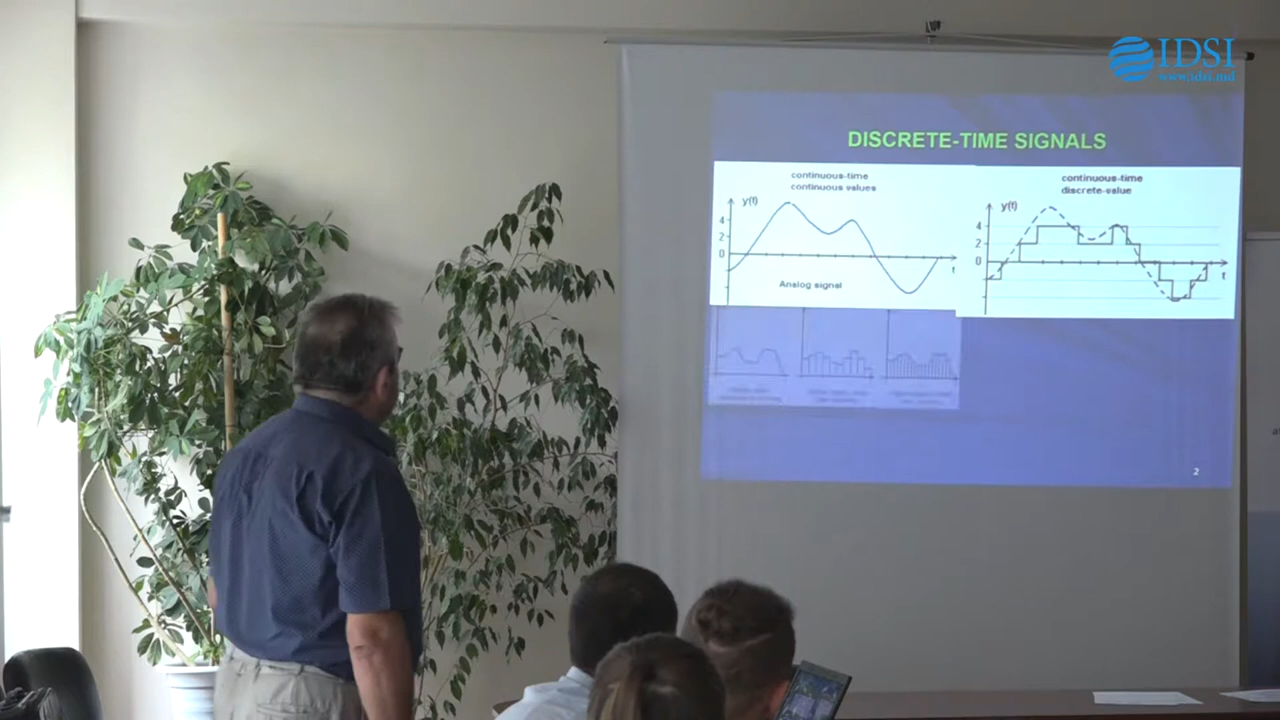 IDSI
www.idsi.md
DISCRETE-TIME SIGNALS
continuous-time
continuous values
y(t)
4
2
0
t
Analog signal
continuous-time
discrete-value
y(t)
4
2
0
t
2